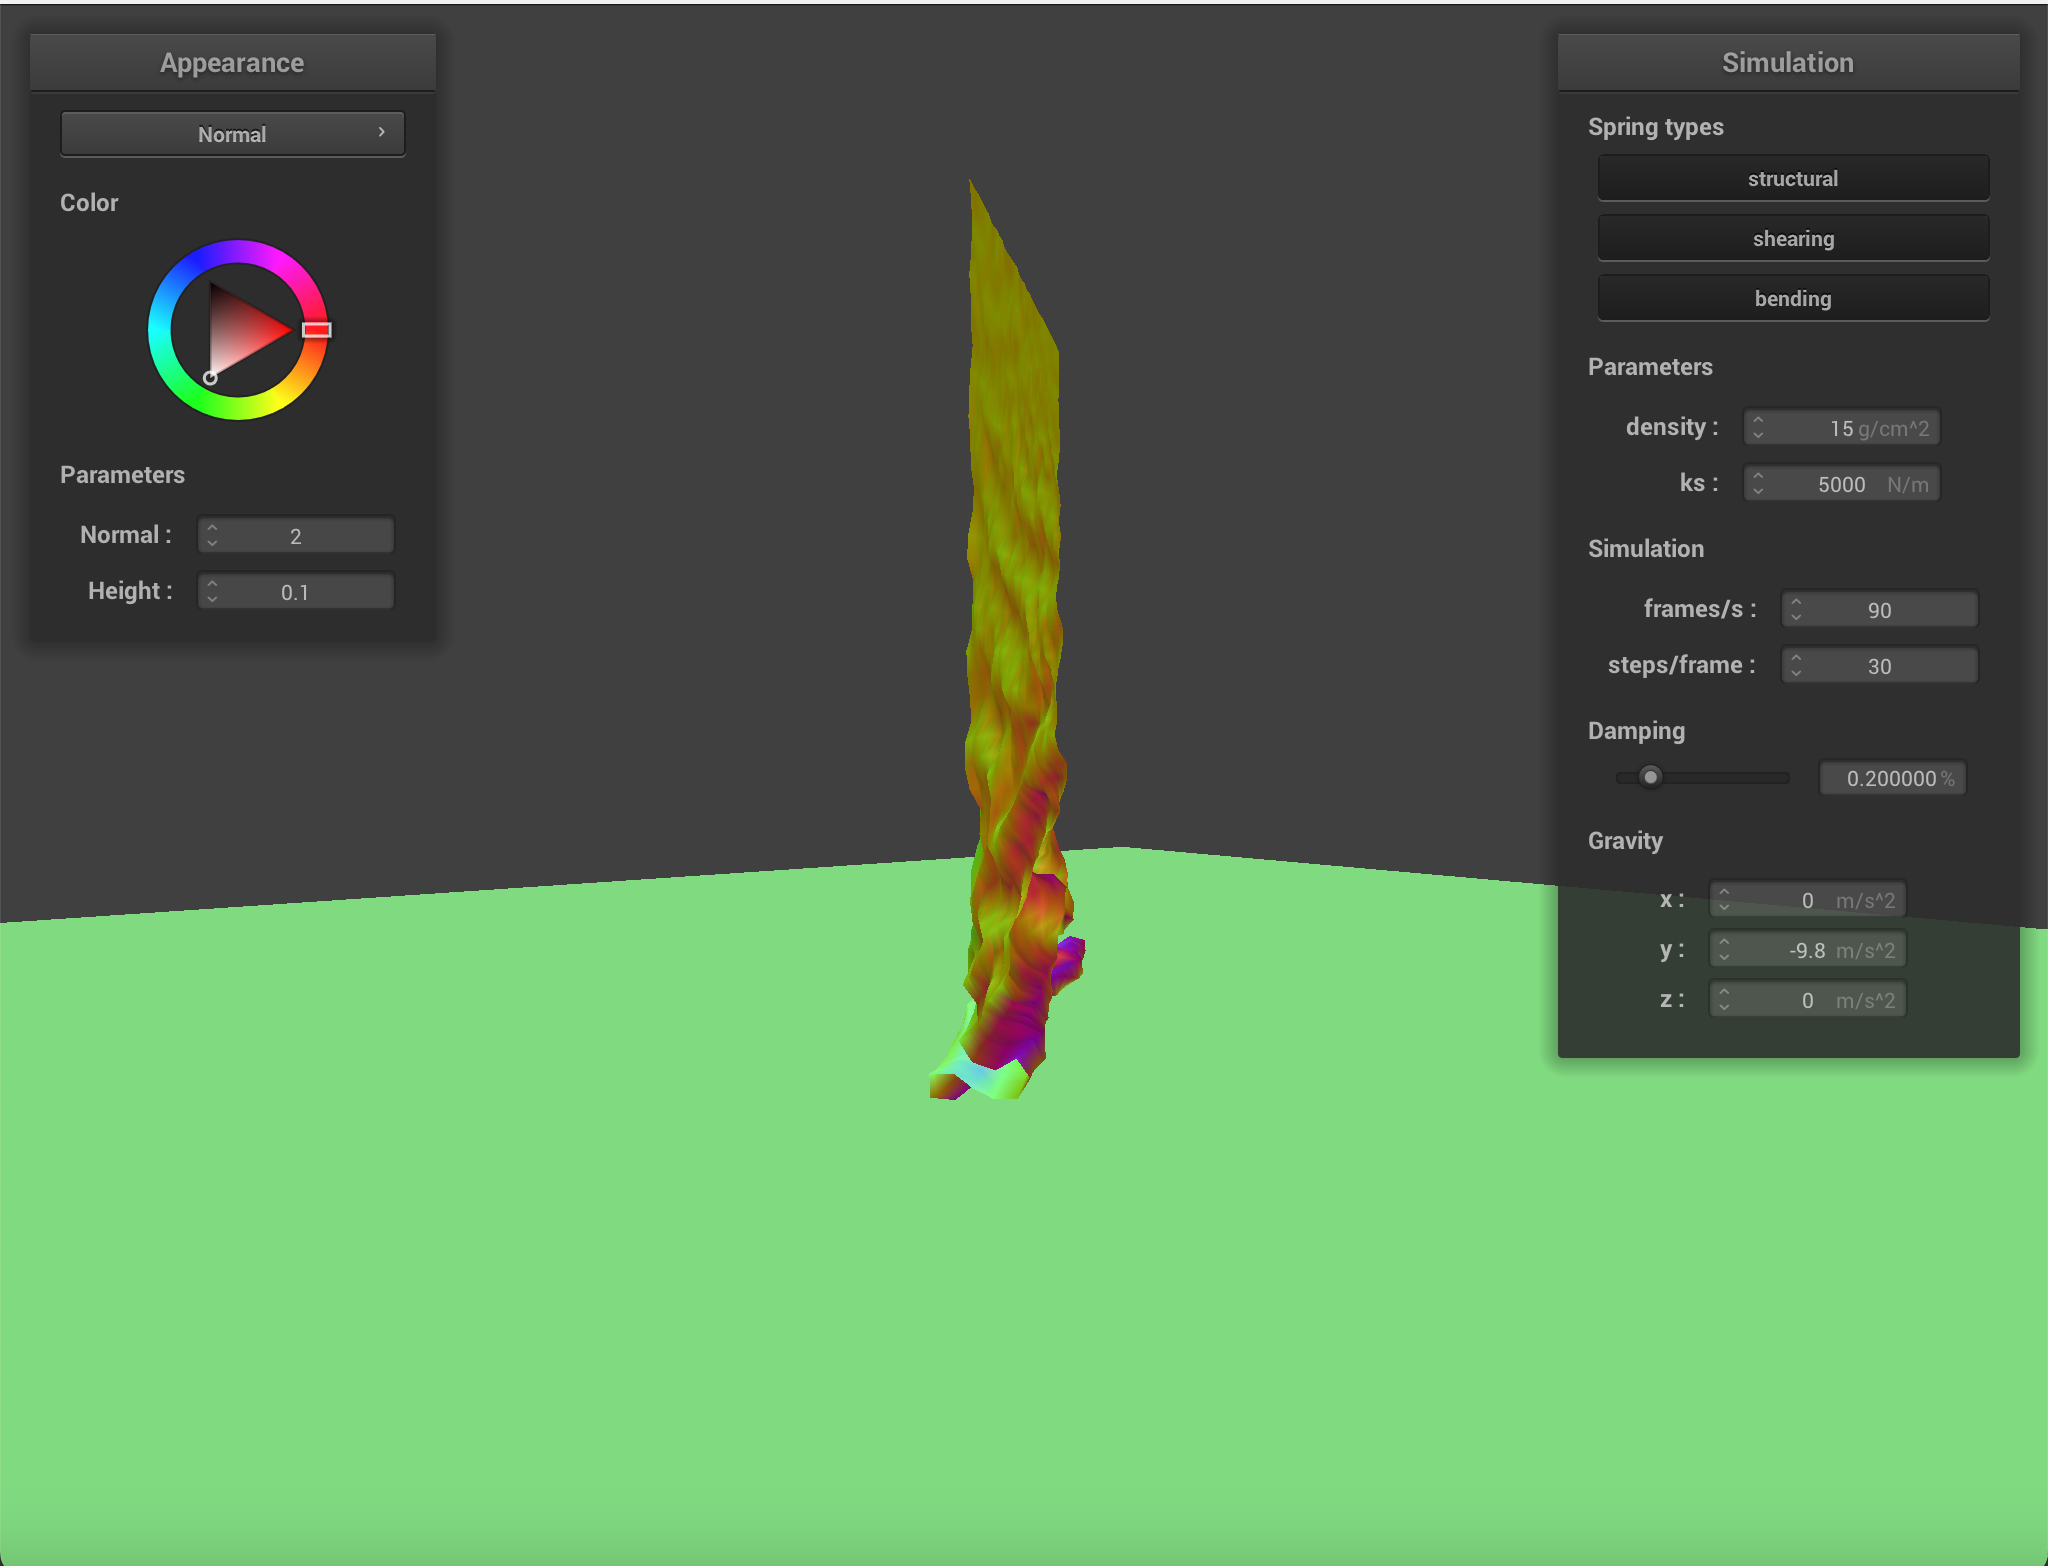 Appearance
Normal
Color
Parameters
Normal : 2
Height : 0.1
Simulation
Spring types
structural
shearing
bending
Parameters
density : 15 g/cm^2
ks : 5000 N/m
Simulation
frames/s : 90
steps/frame : 30
Damping
0.200000 %
Gravity
x : 0 m/s^2
y : -9.8 m/s^2
z : 0 m/s^2